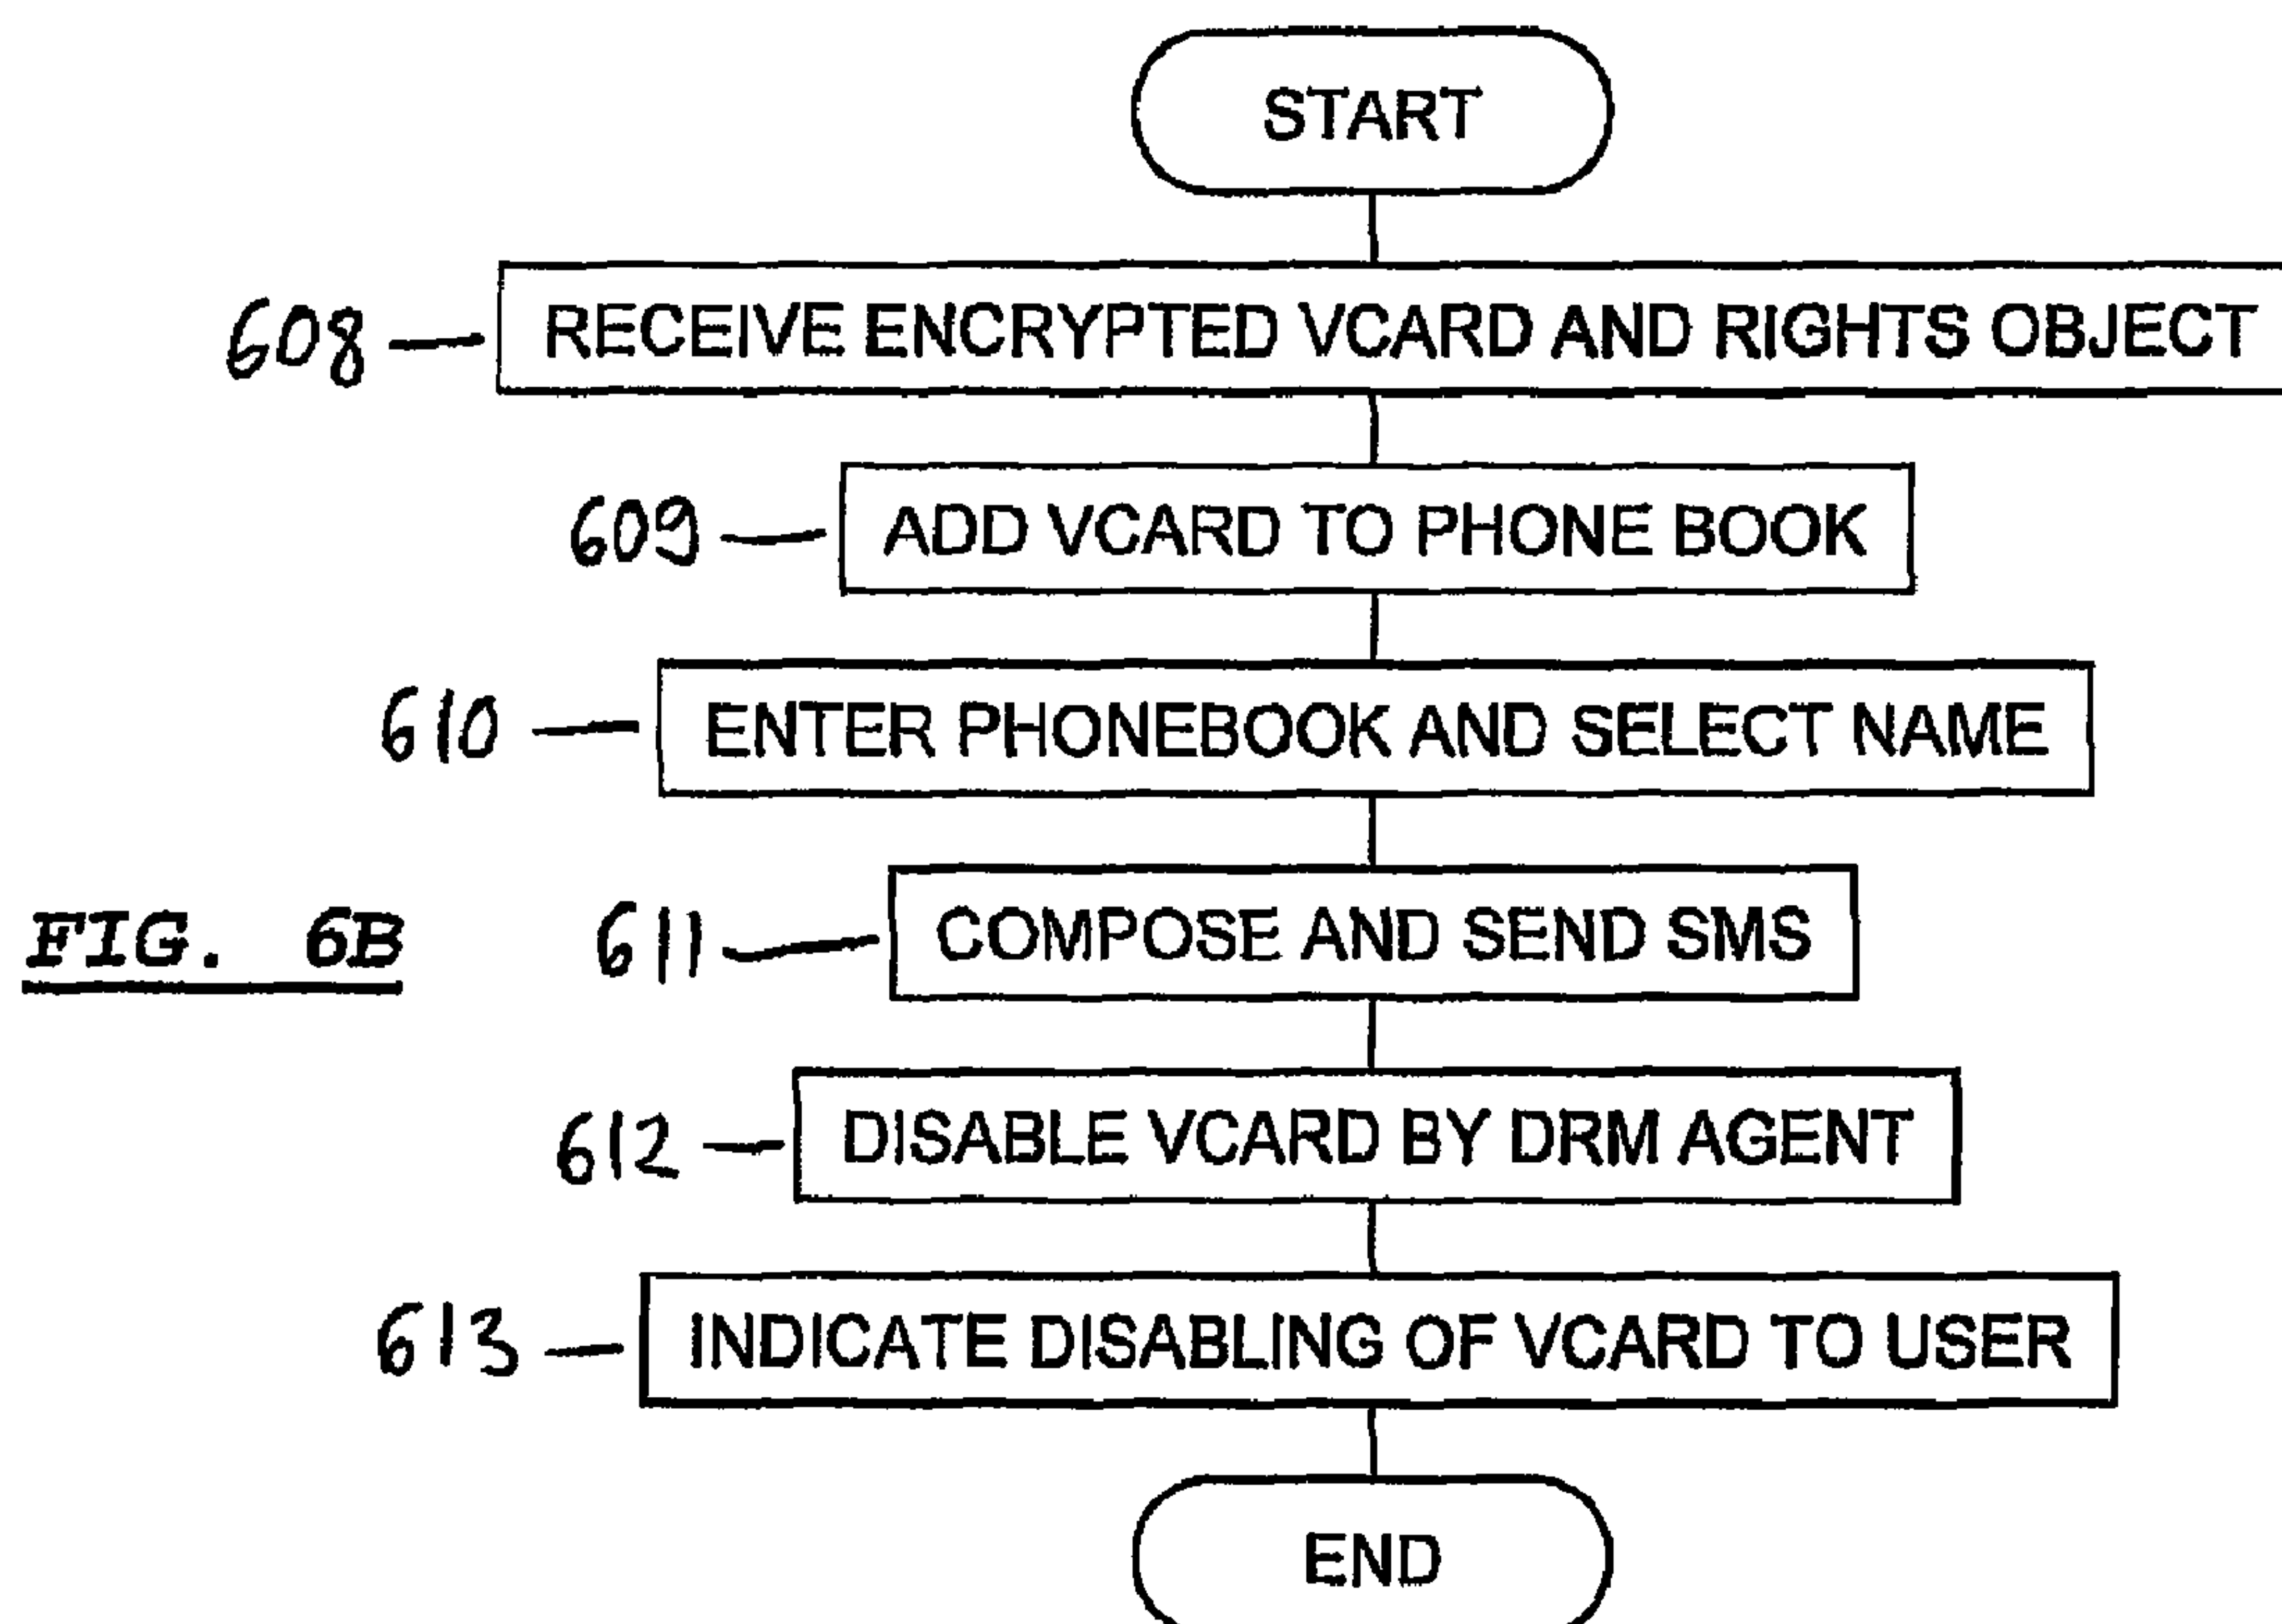 START
608 RECEIVE ENCRYPTED VCARD AND RIGHTS OBJECT
609 ADD VCARD TO PHONE BOOK
610 ENTER PHONEBOOK AND SELECT NAME
FIG. 6B 611 COMPOSE AND SEND SMS
612 DISABLE VCARD BY DRM AGENT
613 INDICATE DISABLING OF VCARD TO USER
END